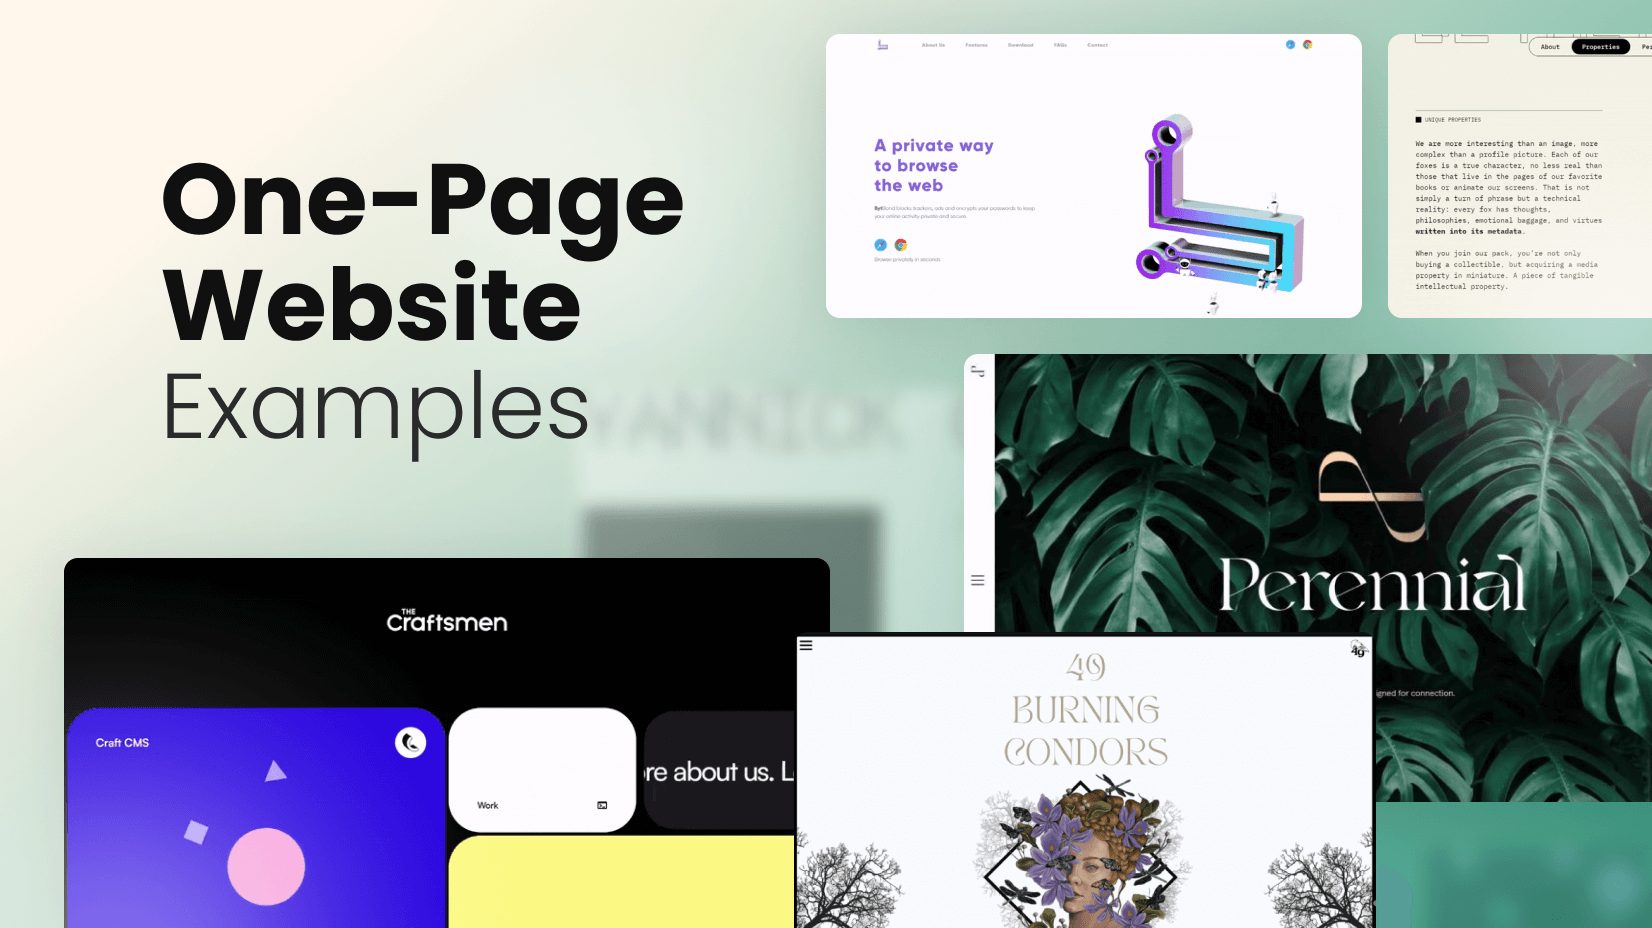 One-Page
Website
Examples
About Us Features Download FAQs Contact
A private way
to browse
the web
BytBond blocks trackers, ads and encrypts your passwords to keep
your online activity private and secure.
Browse privately in seconds
About Properties
UNIQUE PROPERTIES
We are more interesting than an image, more
complex than a profile picture. Each of our
foxes is a true character, no less real than
those that live in the pages of our favorite
books or animate our screens. That is not
simply a turn of phrase but a technical
reality: every fox has thoughts,
philosophies, emotional baggage, and virtues
written into its metadata.
When you join our pack, you're not only
buying a collectible, but acquiring a media
property in miniature. A piece of tangible
intellectual property.
YANNICK
Perennial
igned for connection.
THE
Craftsmen
Craft CMS
Work
re about us. L
49
BURNING
CONDORS
49